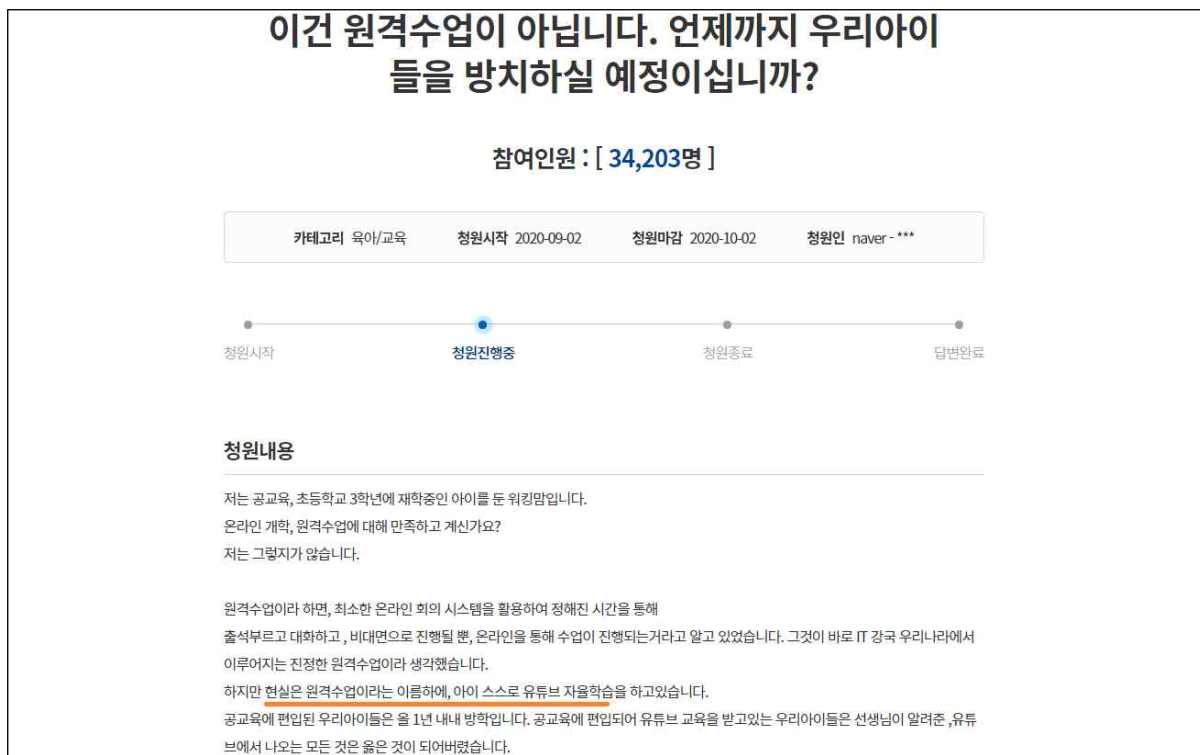 이건 원격수업이 아닙니다. 언제까지 우리아이
들을 방치하실 예정이십니까?
참여인원 : [ 34,203명 ]
카테고리 육아/교육 청원시작 2020-09-02 청원마감 2020-10-02 청원인 naver - ***
청원시작 청원진행중 청원종료 답변완료
청원내용
저는 공교육, 초등학교 3학년에 재학중인 아이를 둔 워킹맘입니다.
온라인 개학, 원격수업에 대해 만족하고 계신가요?
저는 그렇지가 않습니다.
원격수업이라 하면, 최소한 온라인 회의 시스템을 활용하여 정해진 시간을 통해
출석부르고 대화하고 , 비대면으로 진행될 뿐, 온라인을 통해 수업이 진행되는거라고 알고 있었습니다. 그것이 바로 IT 강국 우리나라에서
이루어지는 진정한 원격수업이라 생각했습니다.
하지만 현실은 원격수업이라는 이름하에, 아이 스스로 유튜브 자율학습을 하고있습니다.
공교육에 편입된 우리아이들은 올 1년 내내 방학입니다. 공교육에 편입되어 유튜브 교육을 받고있는 우리아이들은 선생님이 알려준 ,유튜
브에서 나오는 모든 것은 옳은 것이 되어버렸습니다.